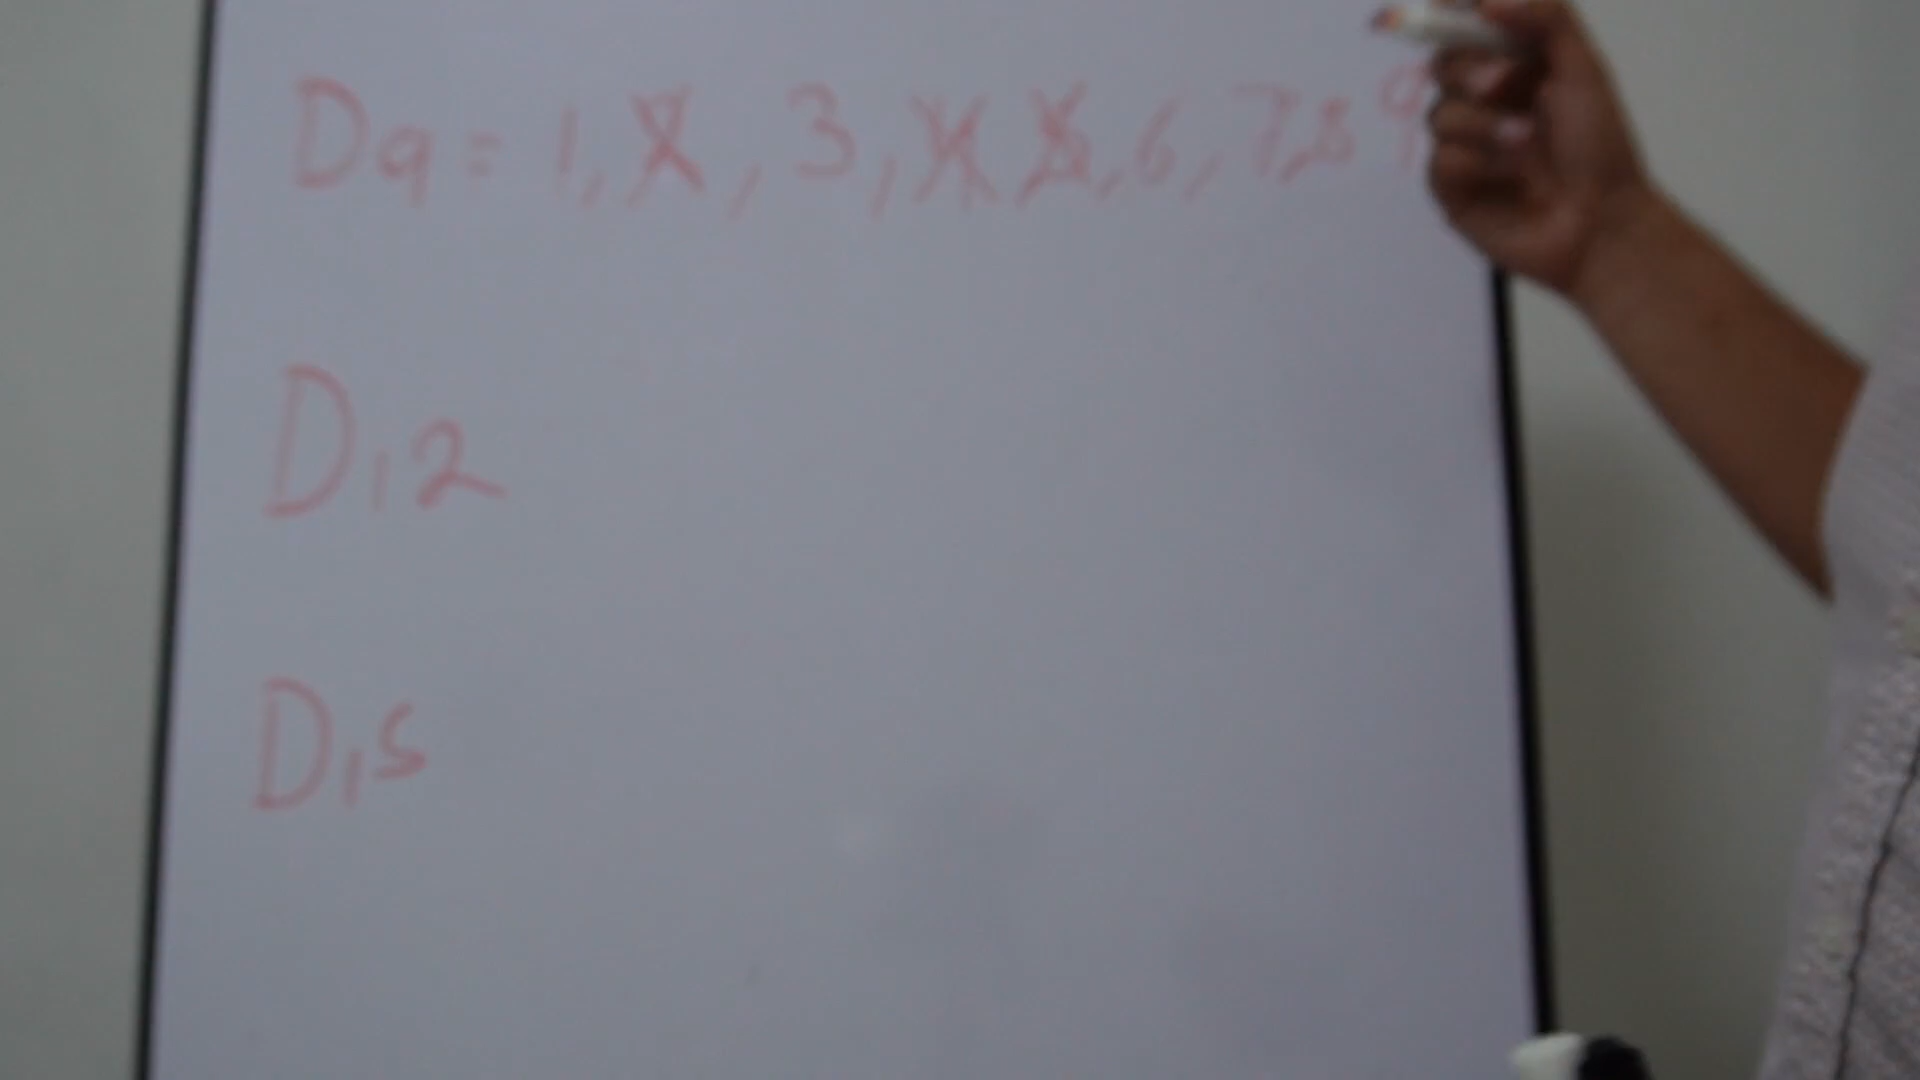 D9 = 1, 2, 3, 4, 5, 6, 7, 8 9
D12
D15